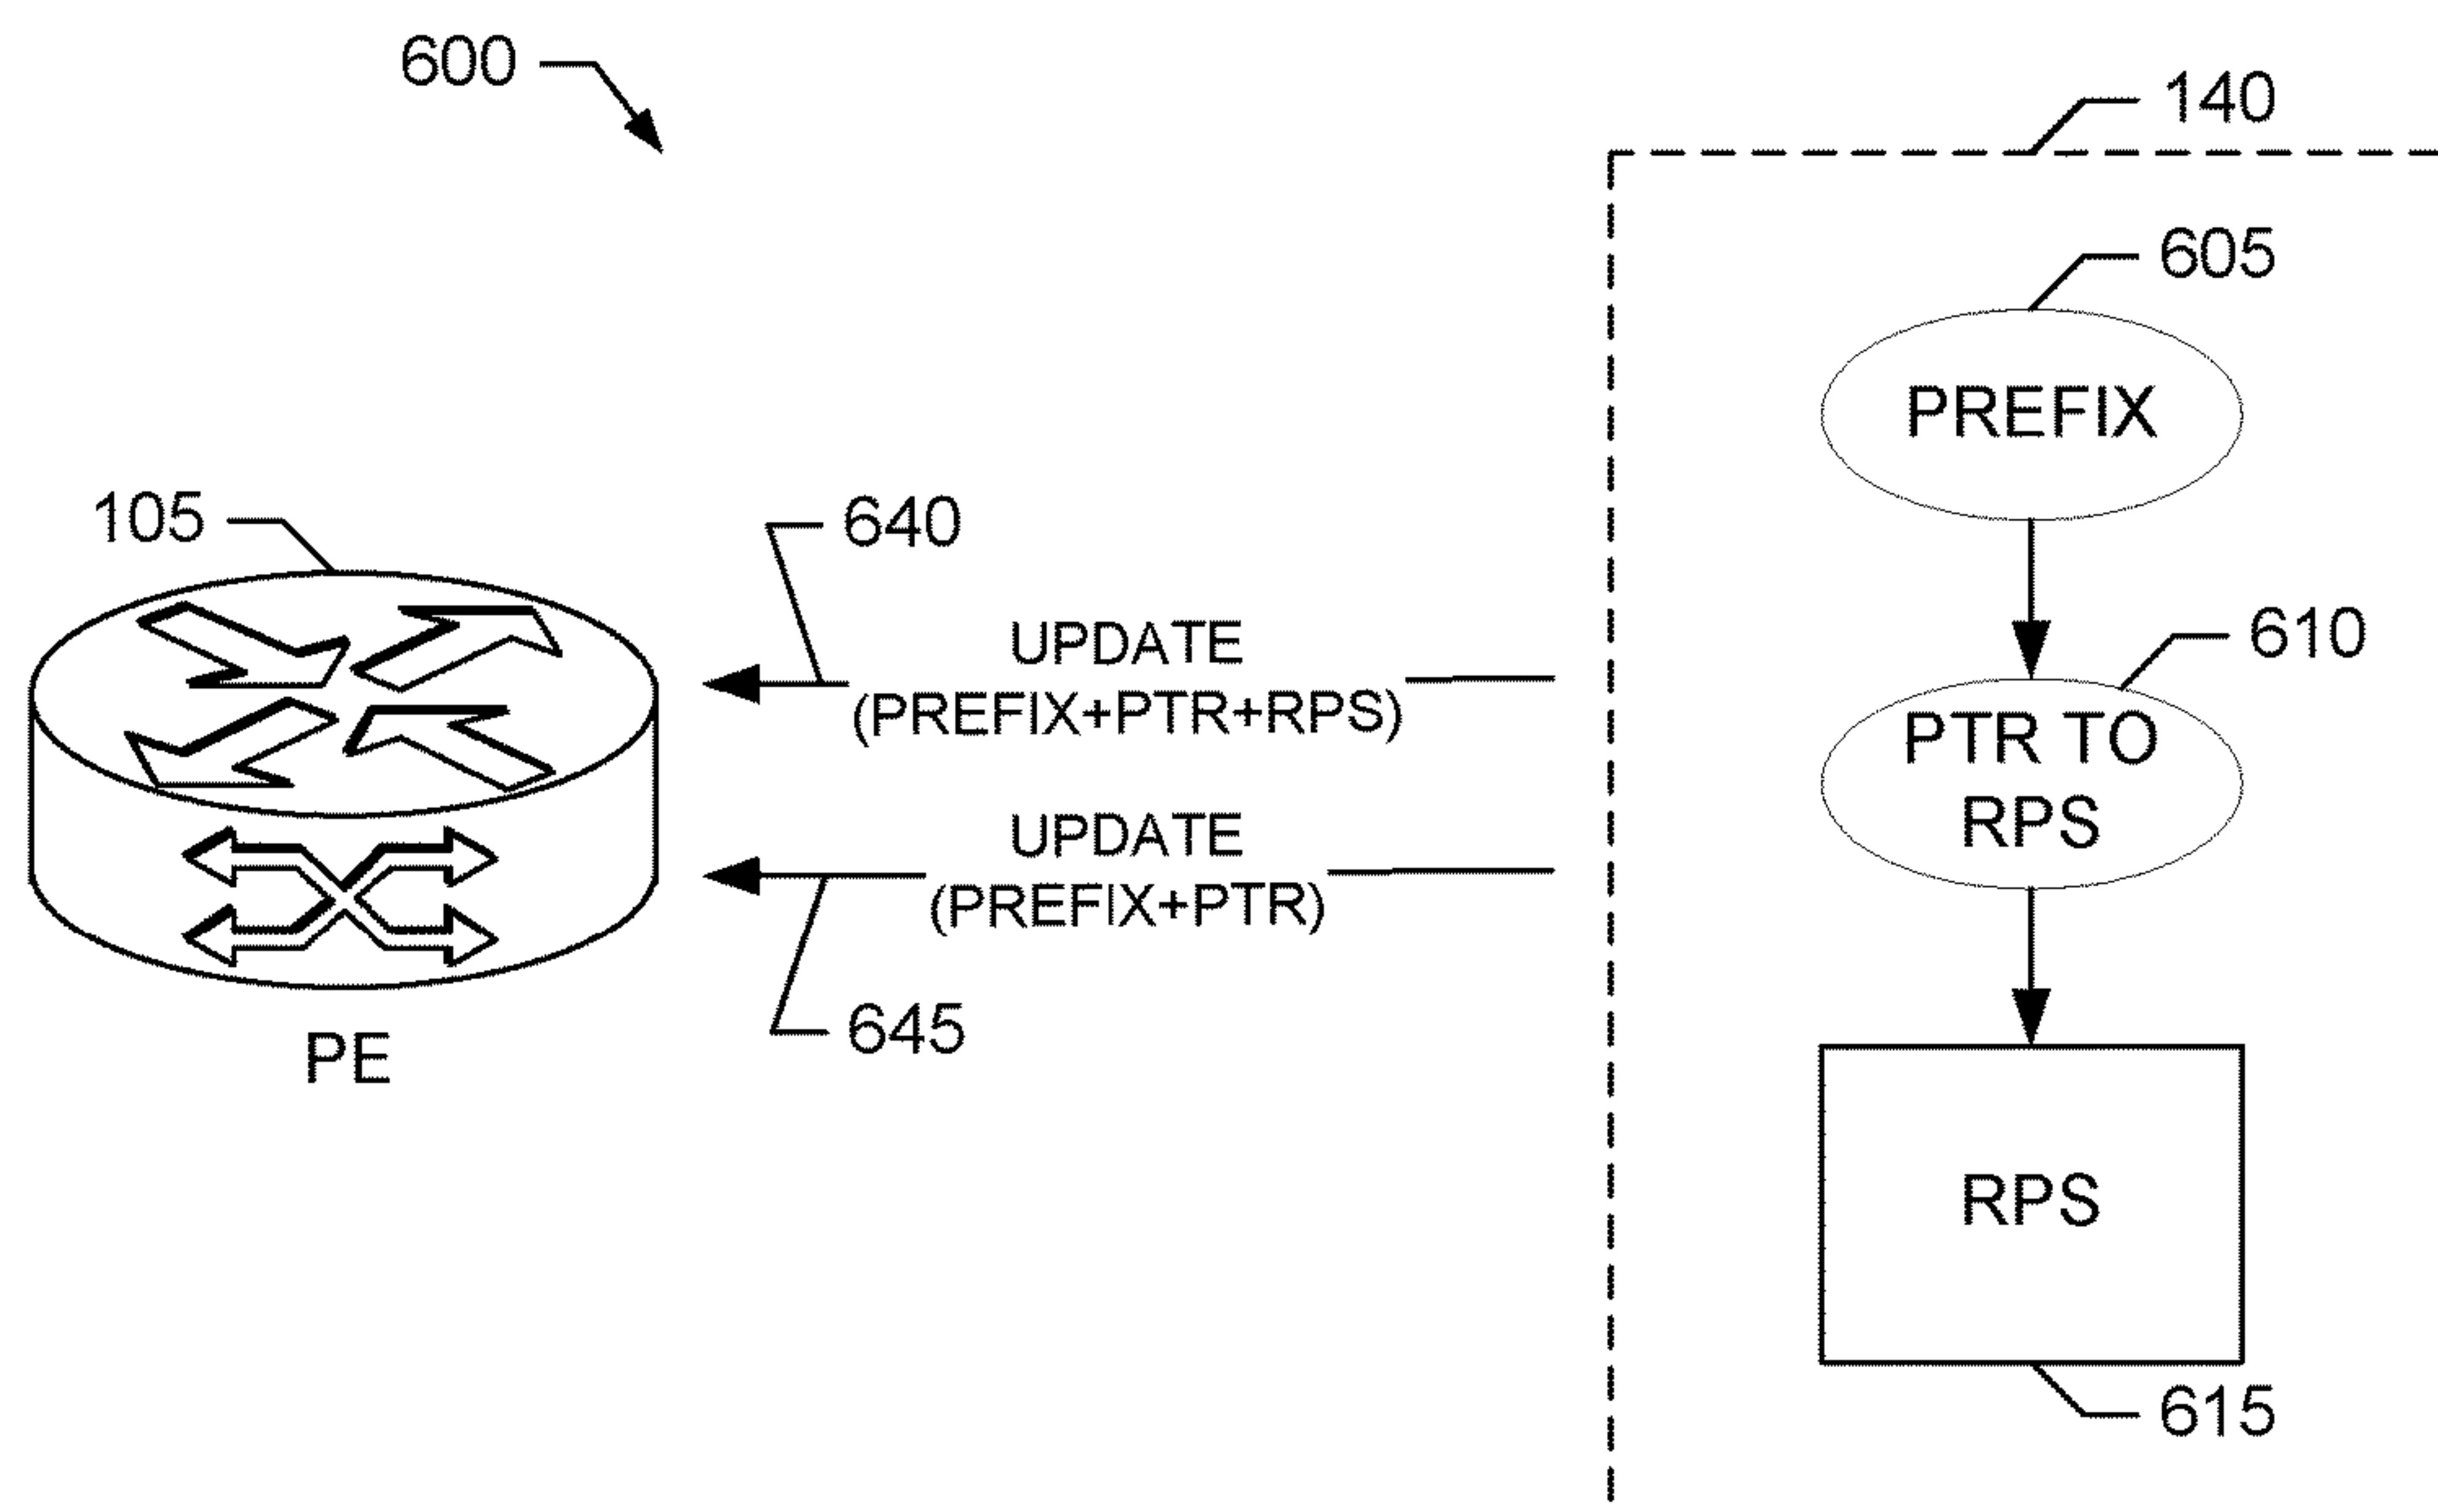 600
140
605
PREFIX
105
640
610
UPDATE
(PREFIX+PTR+RPS)
PTR TO
RPS
UPDATE
(PREFIX+PTR)
645
PE
RPS
615